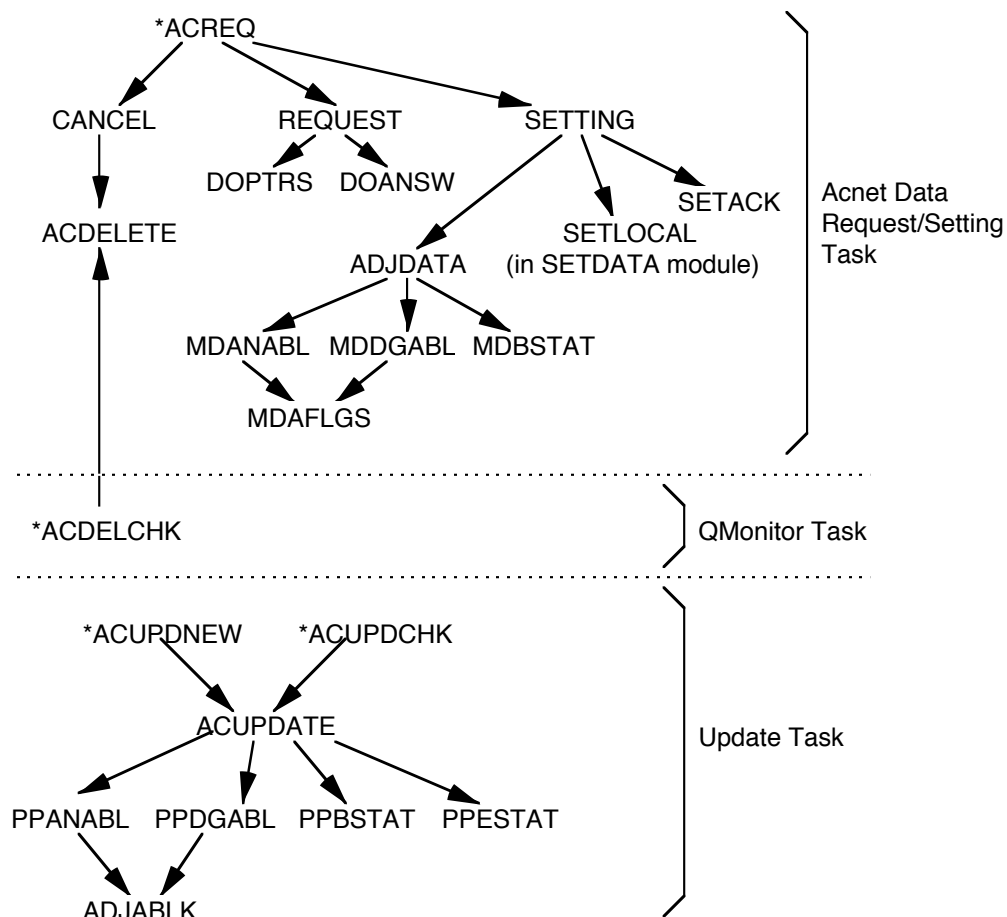 *ACREQ
CANCEL REQUEST SETTING
DOPTRS DOANSW
SETACK
ACDELETE SETLOCAL
(in SETDATA module)
ADJDATA
MDANABL MDDGABL MDBSTAT
MDAFLGS
Acnet Data
Request/Setting
Task
*ACDELCHK QMonitor Task
*ACUPDNEW *ACUPDCHK
ACUPDATE
Update Task
PPANABL PPDGABL PPBSTAT PPESTAT
ADJABLK